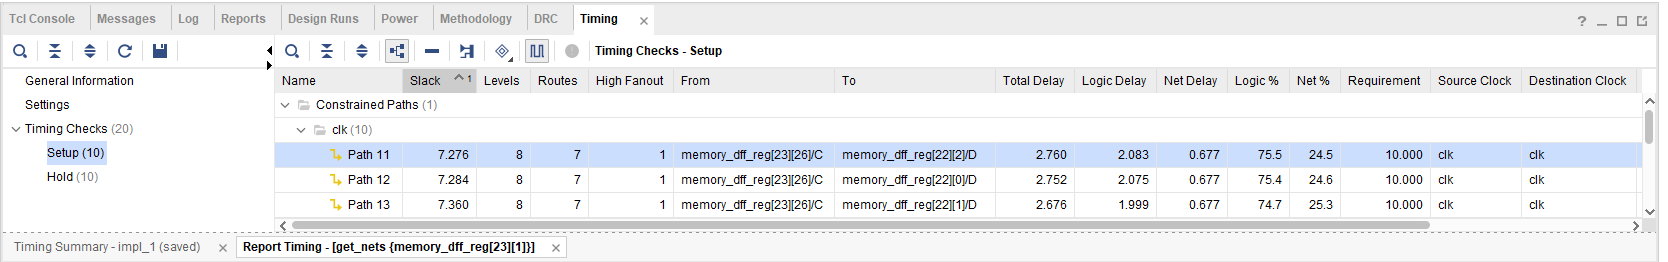 Tcl Console Messages Log Reports Design Runs Power Methodology DRC Timing × ? _
Timing Checks - Setup
General Information
Settings
Timing Checks (20)
Setup (10)
Hold (10)
Name Slack 1 Levels Routes High Fanout From To Total Delay Logic Delay Net Delay Logic % Net % Requirement Source Clock Destination Clock
Constrained Paths (1)
clk (10)
Path 11 7.276 8 7 1 memory_dff_reg[23][26]/C memory_dff_reg[22][2]/D 2.760 2.083 0.677 75.5 24.5 10.000 clk clk
Path 12 7.284 8 7 1 memory_dff_reg[23][26]/C memory_dff_reg[22][0]/D 2.752 2.075 0.677 75.4 24.6 10.000 clk clk
Path 13 7.360 8 7 1 memory_dff_reg[23][26]/C memory_dff_reg[22][1]/D 2.676 1.999 0.677 74.7 25.3 10.000 clk clk
Timing Summary - impl_1 (saved) × Report Timing - [get_nets {memory_dff_reg[23][1]}] ×